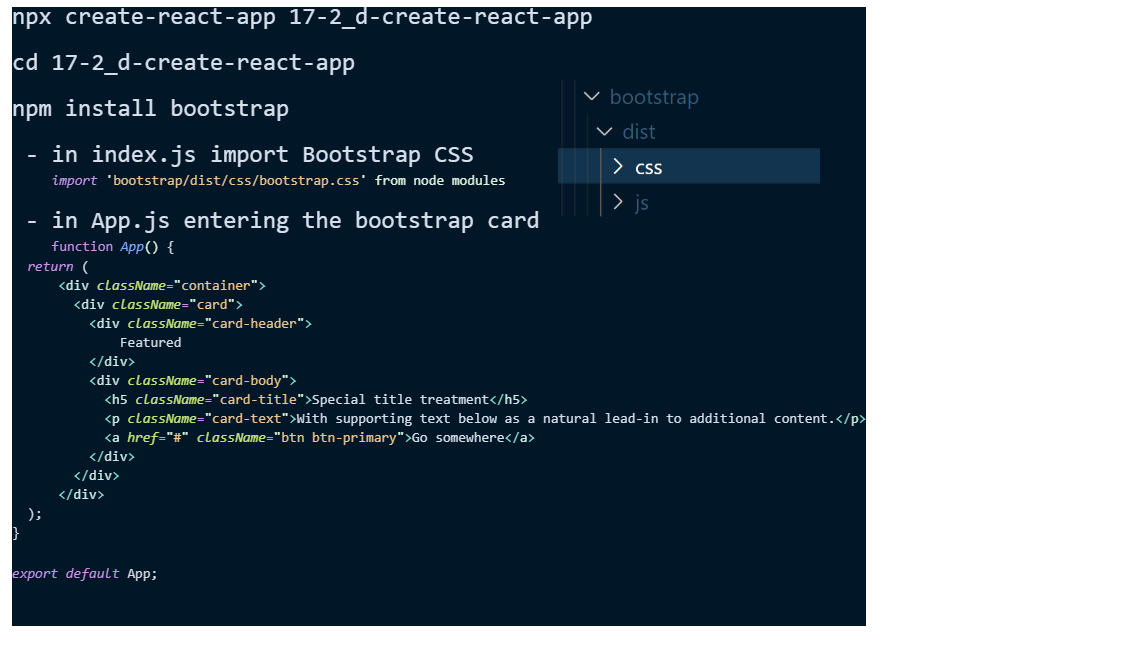 npx create-react-app 17-2_d-create-react-app
cd 17-2_d-create-react-app
npm install bootstrap
- in index.js import Bootstrap CSS
import 'bootstrap/dist/css/bootstrap.css' from node modules
bootstrap
dist
css
js
- in App.js entering the bootstrap card
function App() {
return (
<div className="container">
<div className="card">
<div className="card-header">
Featured
</div>
<div className="card-body">
<h5 className="card-title">Special title treatment</h5>
<p className="card-text">With supporting text below as a natural lead-in to additional content.</p>
<a href="#" className="btn btn-primary">Go somewhere</a>
</div>
</div>
</div>
);
}
export default App;